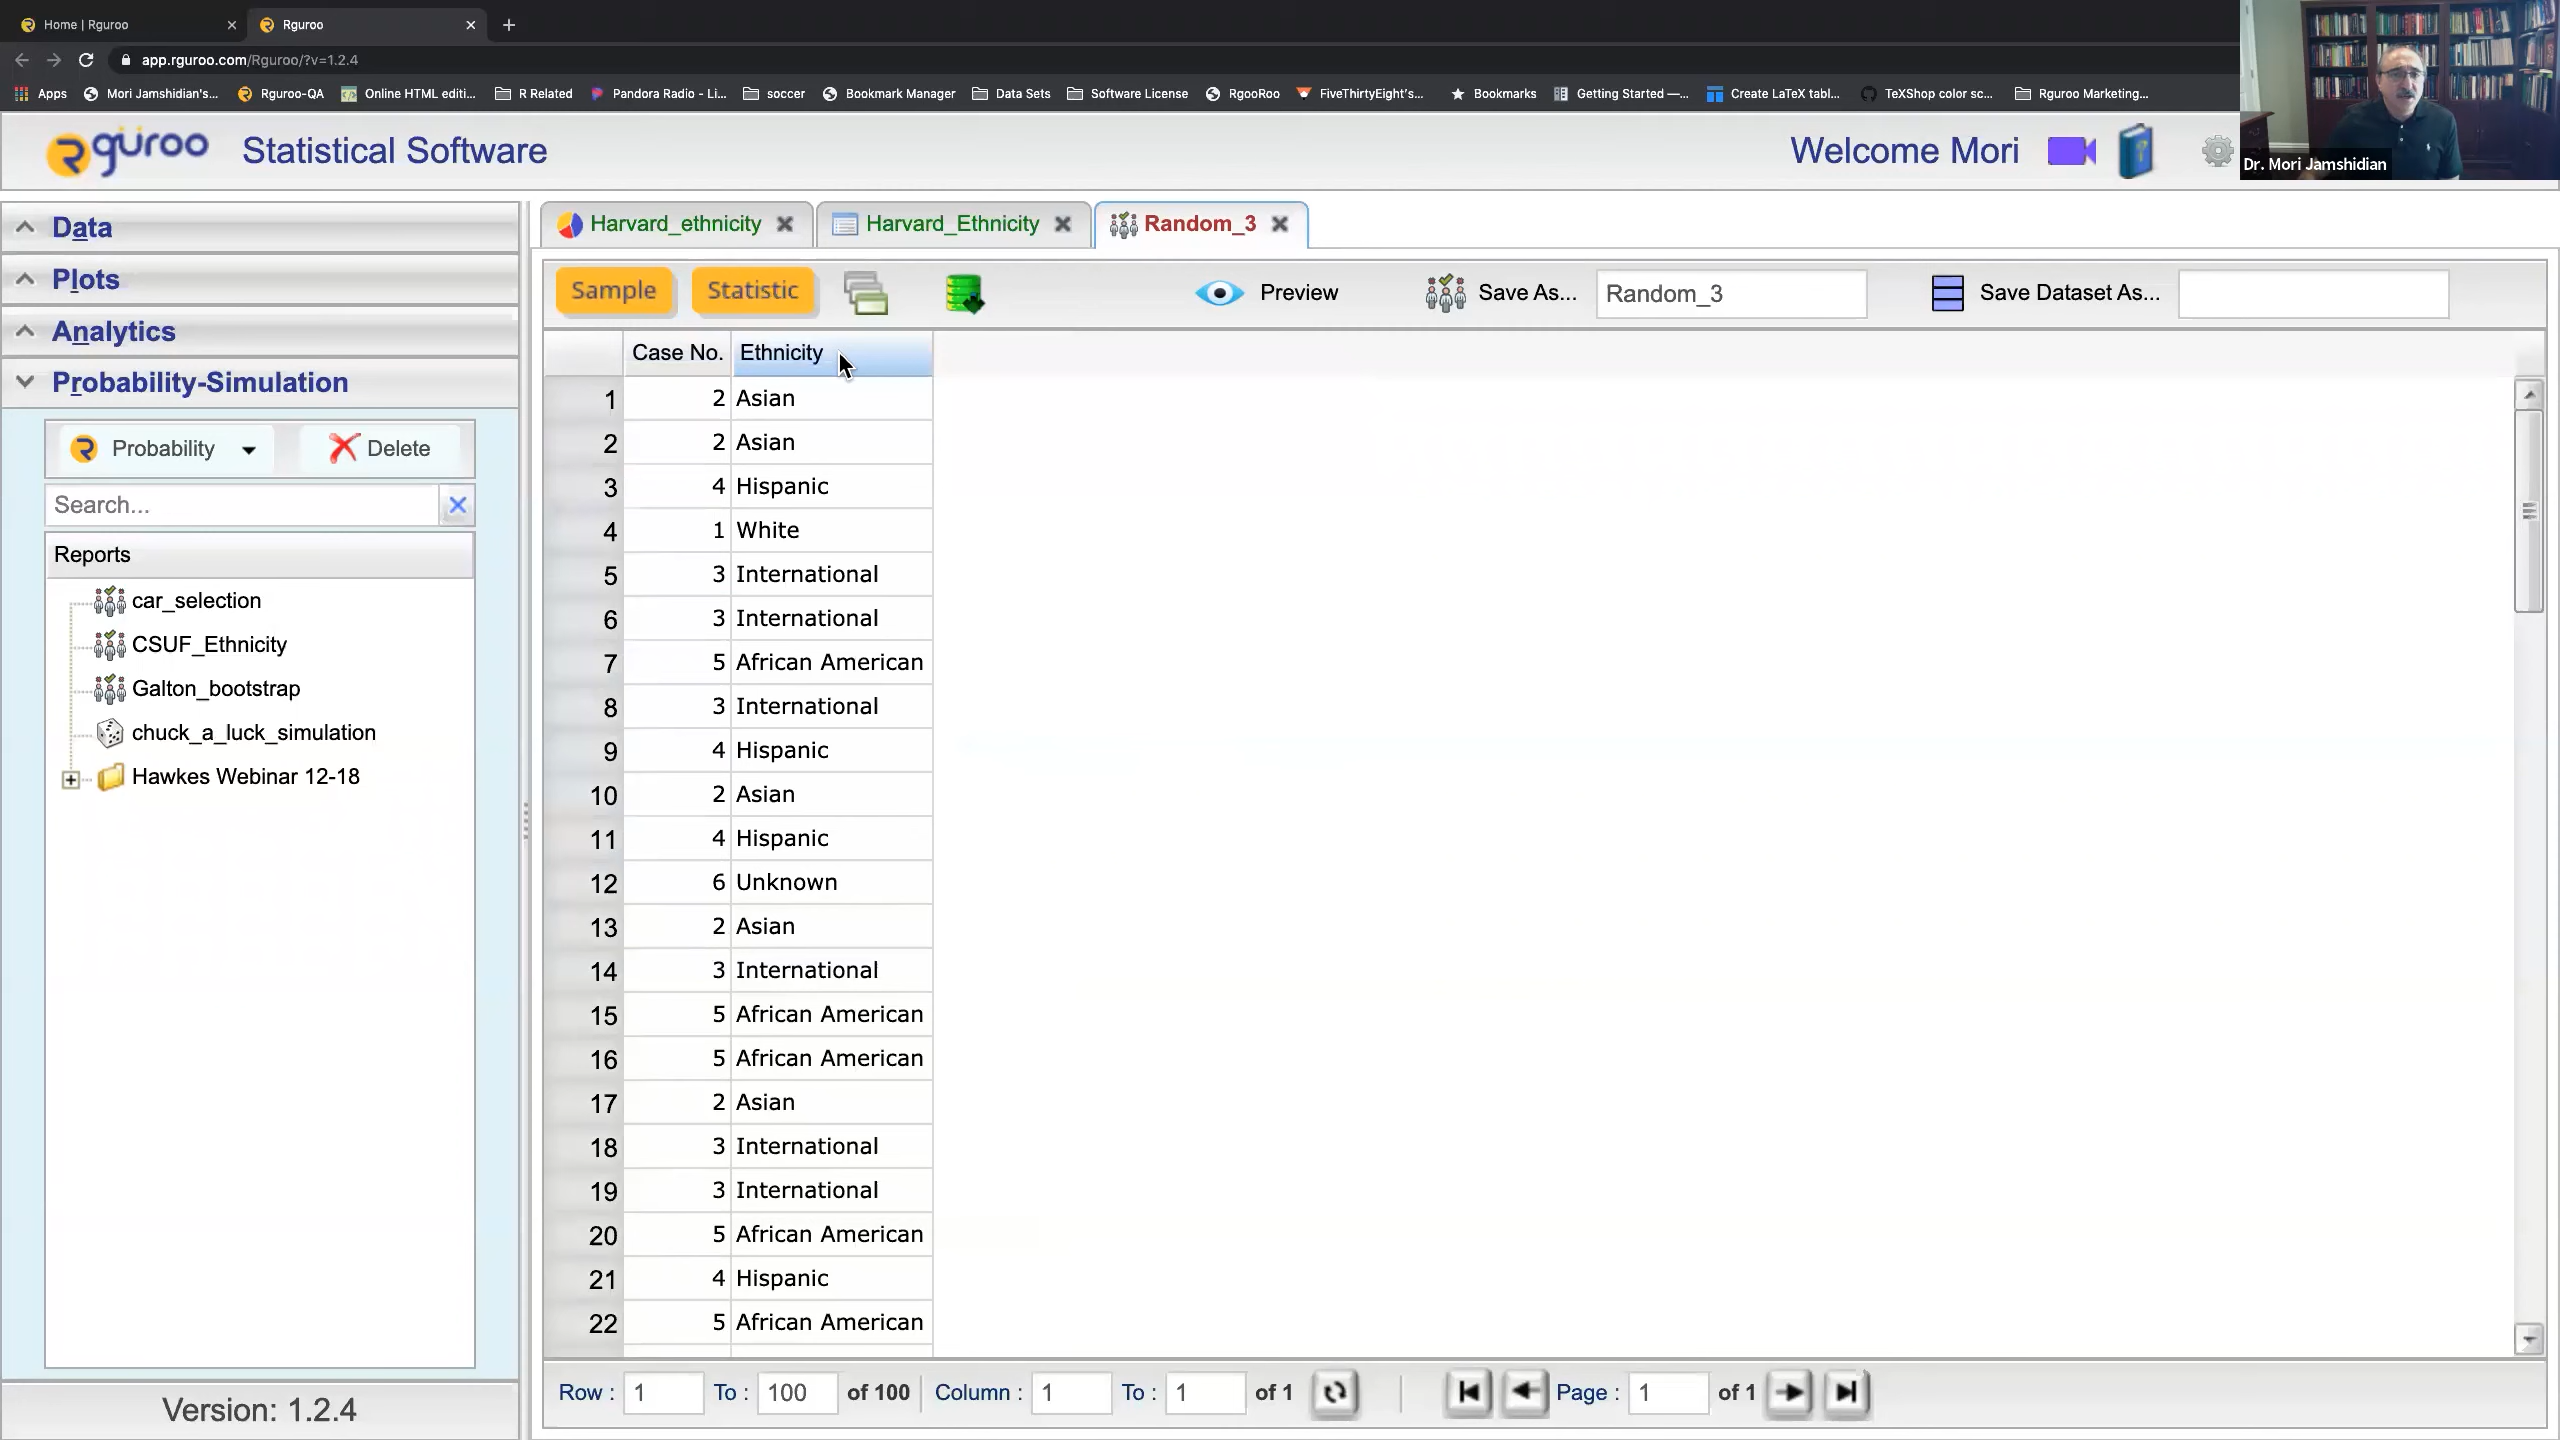 Home | Rguroo
Rguroo
app.rguroo.com/Rguroo/?v=1.2.4
Apps Mori Jamshidian's... Rguroo-QA Online HTML editi... R Related Pandora Radio - Li... soccer Bookmark Manager Data Sets Software License RgooRoo FiveThirtyEight's... Bookmarks Getting Started —... Create LaTeX tabl... TeXShop color sc... Rguroo Marketing...
Dr. Mori Jamshidian
rgüroo Statistical Software Welcome Mori
Data
Plots
Analytics
Probability-Simulation
Probability Delete
Search...
Reports
car_selection
CSUF_Ethnicity
Galton_bootstrap
chuck_a_luck_simulation
Hawkes Webinar 12-18
Version: 1.2.4
Harvard_ethnicity Harvard_Ethnicity Random_3
Sample Statistic Preview Save As... Random_3 Save Dataset As...
Case No. Ethnicity
1 2 Asian
2 2 Asian
3 4 Hispanic
4 1 White
5 3 International
6 3 International
7 5 African American
8 3 International
9 4 Hispanic
10 2 Asian
11 4 Hispanic
12 6 Unknown
13 2 Asian
14 3 International
15 5 African American
16 5 African American
17 2 Asian
18 3 International
19 3 International
20 5 African American
21 4 Hispanic
22 5 African American
Row : 1 To : 100 of 100 Column : 1 To : 1 of 1 Page : 1 of 1